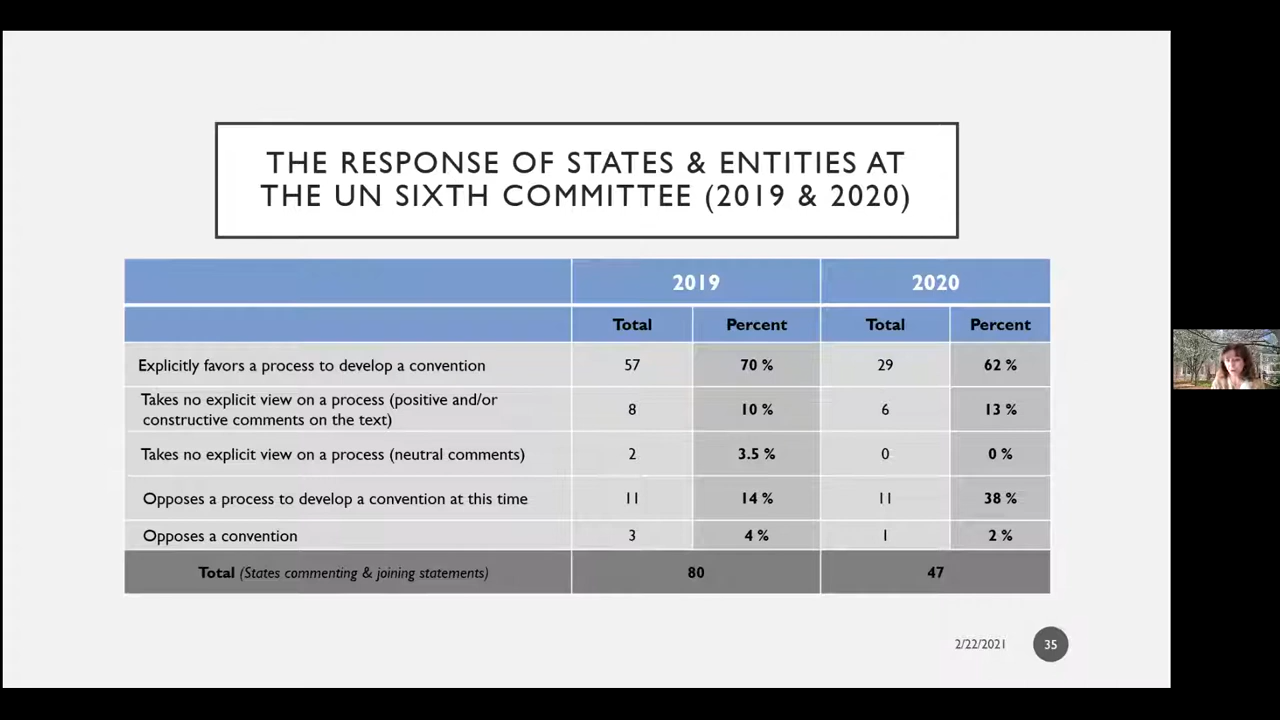 THE RESPONSE OF STATES & ENTITIES AT
THE UN SIXTH COMMITTEE (2019 & 2020)
2019 2020
Total Percent Total Percent
Explicitly favors a process to develop a convention 57 70 % 29 62 %
Takes no explicit view on a process (positive and/or
constructive comments on the text) 8 10 % 6 13 %
Takes no explicit view on a process (neutral comments) 2 3.5 % 0 0 %
Opposes a process to develop a convention at this time 11 14 % 11 38 %
Opposes a convention 3 4 % 1 2 %
Total (States commenting & joining statements) 80 47
2/22/2021 35